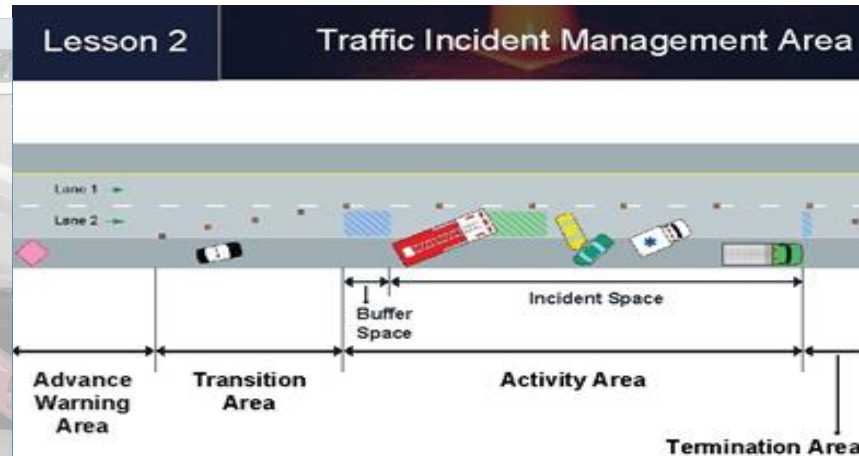 Lesson 2
Traffic Incident Management Area
Lane 1
Lane 2
Buffer
Space
Incident Space
Advance
Warning
Area
Transition
Area
Activity Area
Termination Area